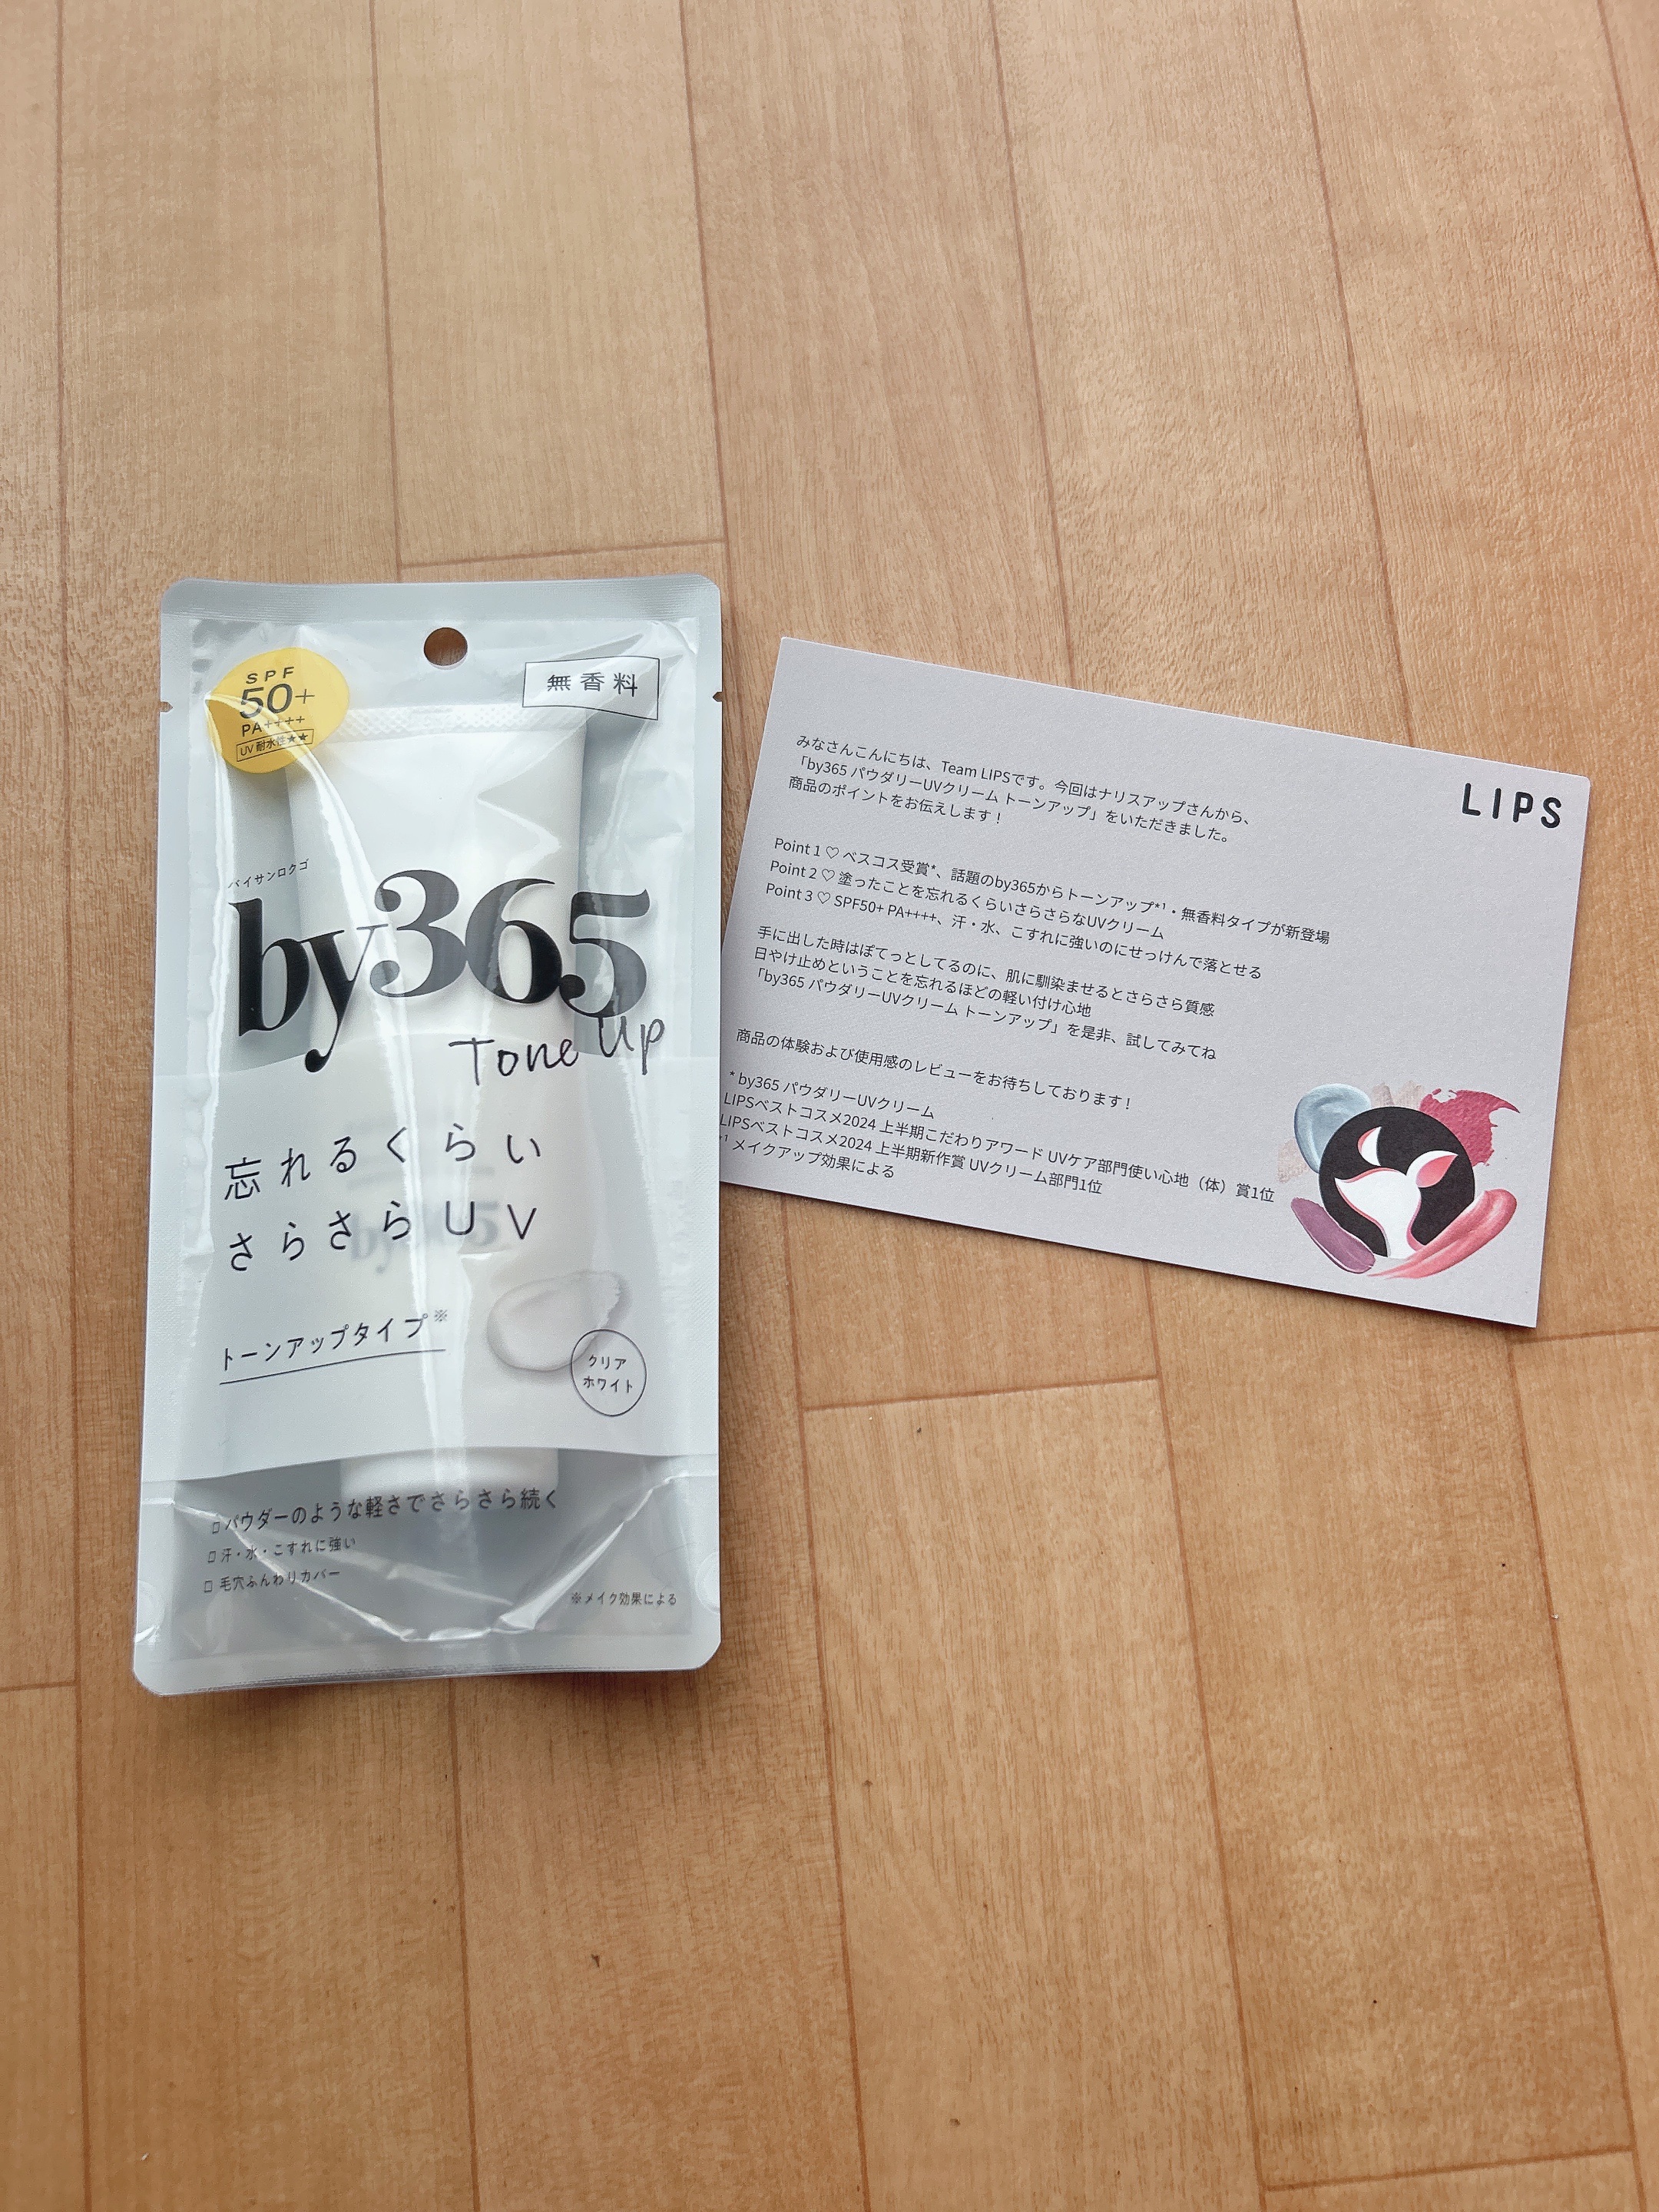 SPF
50+
PA++++
UV 耐水性★★
無香料
バイサンロクゴ
by365
Tone Up
忘れるくらい
さらさらUV
トーンアップタイプ※
クリア
ホワイト
□パウダーのような軽さでさらさら続く
□汗・水・こすれに強い
□毛穴ふんわりカバー
※メイク効果による
LIPS
みなさんこんにちは、Team LIPSです。今回はナリスアップさんから、
「by365 パウダリーUVクリーム トーンアップ」をいただきました。
商品のポイントをお伝えします！
Point 1 ♡ ベスコス受賞*、話題のby365からトーンアップ*¹・無香料タイプが新登場
Point 2 ♡ 塗ったことを忘れるくらいさらさらなUVクリーム
Point 3 ♡ SPF50+ PA++++、汗・水、こすれに強いのにせっけんで落とせる
手に出した時はぽてっとしてるのに、肌に馴染ませるとさらさら質感
日やけ止めということを忘れるほどの軽い付け心地
「by365 パウダリーUVクリーム トーンアップ」を是非、試してみてね
商品の体験および使用感のレビューをお待ちしております！
* by365 パウダリーUVクリーム
LIPSベストコスメ2024 上半期こだわりアワード UVケア部門使い心地（体）賞1位
LIPSベストコスメ2024 上半期新作賞 UVクリーム部門1位
*¹ メイクアップ効果による